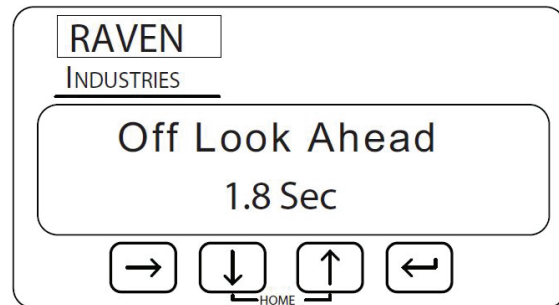 RAVEN
INDUSTRIES
Off Look Ahead
1.8 Sec
HOME